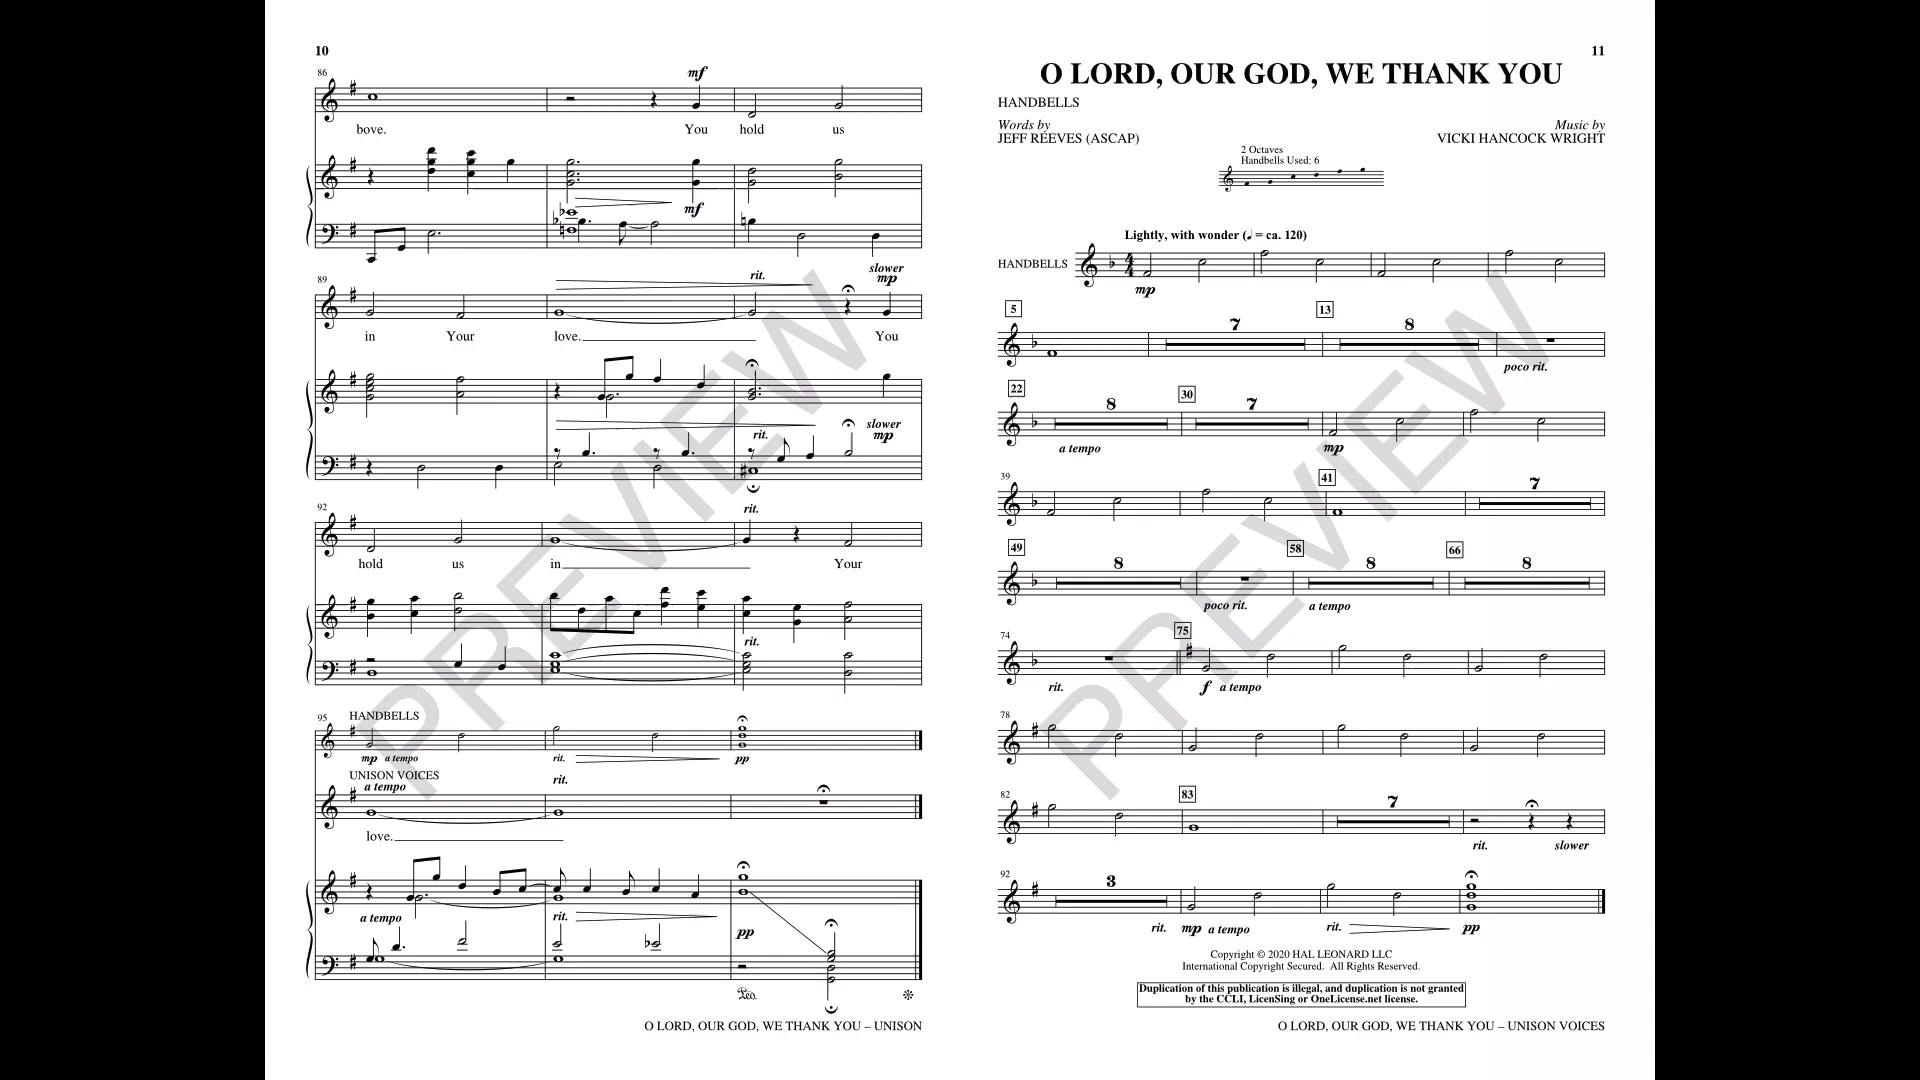 10
86
mf
bove. You hold us
mf
89
rit.
slower
mp
in Your love. You
rit.
slower
mp
92
rit.
hold us in Your
rit.
95
HANDBELLS
mp a tempo rit. pp
UNISON VOICES
a tempo
rit.
love.
a tempo rit. pp
Ped.
O LORD, OUR GOD, WE THANK YOU – UNISON
11
O LORD, OUR GOD, WE THANK YOU
HANDBELLS
Words by
JEFF REEVES (ASCAP)
Music by
VICKI HANCOCK WRIGHT
2 Octaves
Handbells Used: 6
Lightly, with wonder (♩ = ca. 120)
HANDBELLS
4
4
mp
5 7 13 8
poco rit.
22 8 30 7
a tempo mp
39 41 7
49 8 58 8 66 8
poco rit. a tempo
74 75
rit. f a tempo
78
82 83 7
rit. slower
92 3
rit. mp a tempo rit. pp
Copyright © 2020 HAL LEONARD LLC
International Copyright Secured. All Rights Reserved.
Duplication of this publication is illegal, and duplication is not granted
by the CCLI, LicenSing or OneLicense.net license.
O LORD, OUR GOD, WE THANK YOU – UNISON VOICES
PREVIEW
PREVIEW